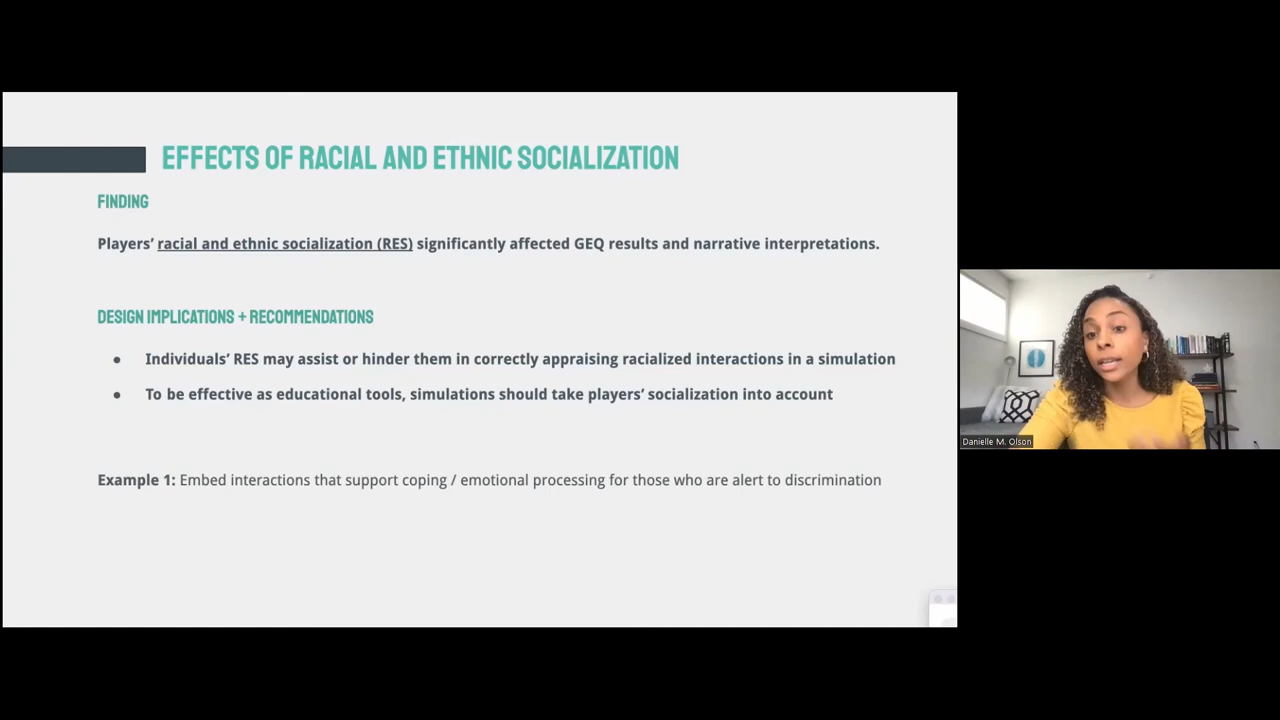 EFFECTS OF RACIAL AND ETHNIC SOCIALIZATION
FINDING
Players' racial and ethnic socialization (RES) significantly affected GEQ results and narrative interpretations.
DESIGN IMPLICATIONS + RECOMMENDATIONS
● Individuals' RES may assist or hinder them in correctly appraising racialized interactions in a simulation
● To be effective as educational tools, simulations should take players' socialization into account
Example 1: Embed interactions that support coping / emotional processing for those who are alert to discrimination
Danielle M. Olson